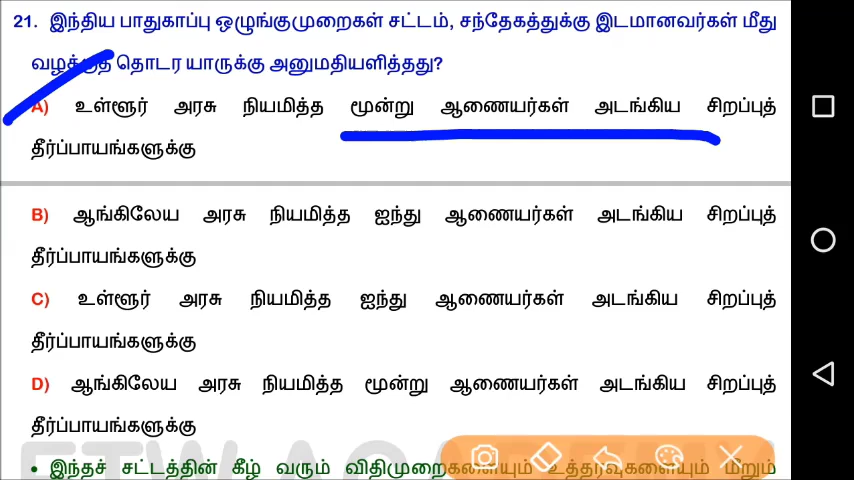 21. இந்திய பாதுகாப்பு ஒழுங்குமுறைகள் சட்டம், சந்தேகத்துக்கு இடமானவர்கள் மீது
வழக்குத் தொடர யாருக்கு அனுமதியளித்தது?
A) உள்ளூர் அரசு நியமித்த மூன்று ஆணையர்கள் அடங்கிய சிறப்புத்
தீர்ப்பாயங்களுக்கு
B) ஆங்கிலேய அரசு நியமித்த ஐந்து ஆணையர்கள் அடங்கிய சிறப்புத்
தீர்ப்பாயங்களுக்கு
C) உள்ளூர் அரசு நியமித்த ஐந்து ஆணையர்கள் அடங்கிய சிறப்புத்
தீர்ப்பாயங்களுக்கு
D) ஆங்கிலேய அரசு நியமித்த மூன்று ஆணையர்கள் அடங்கிய சிறப்புத்
தீர்ப்பாயங்களுக்கு
• இந்தச் சட்டத்தின் கீழ் வரும் விதிமுறைகளையும் உத்தரவுகளையும் மீறும்